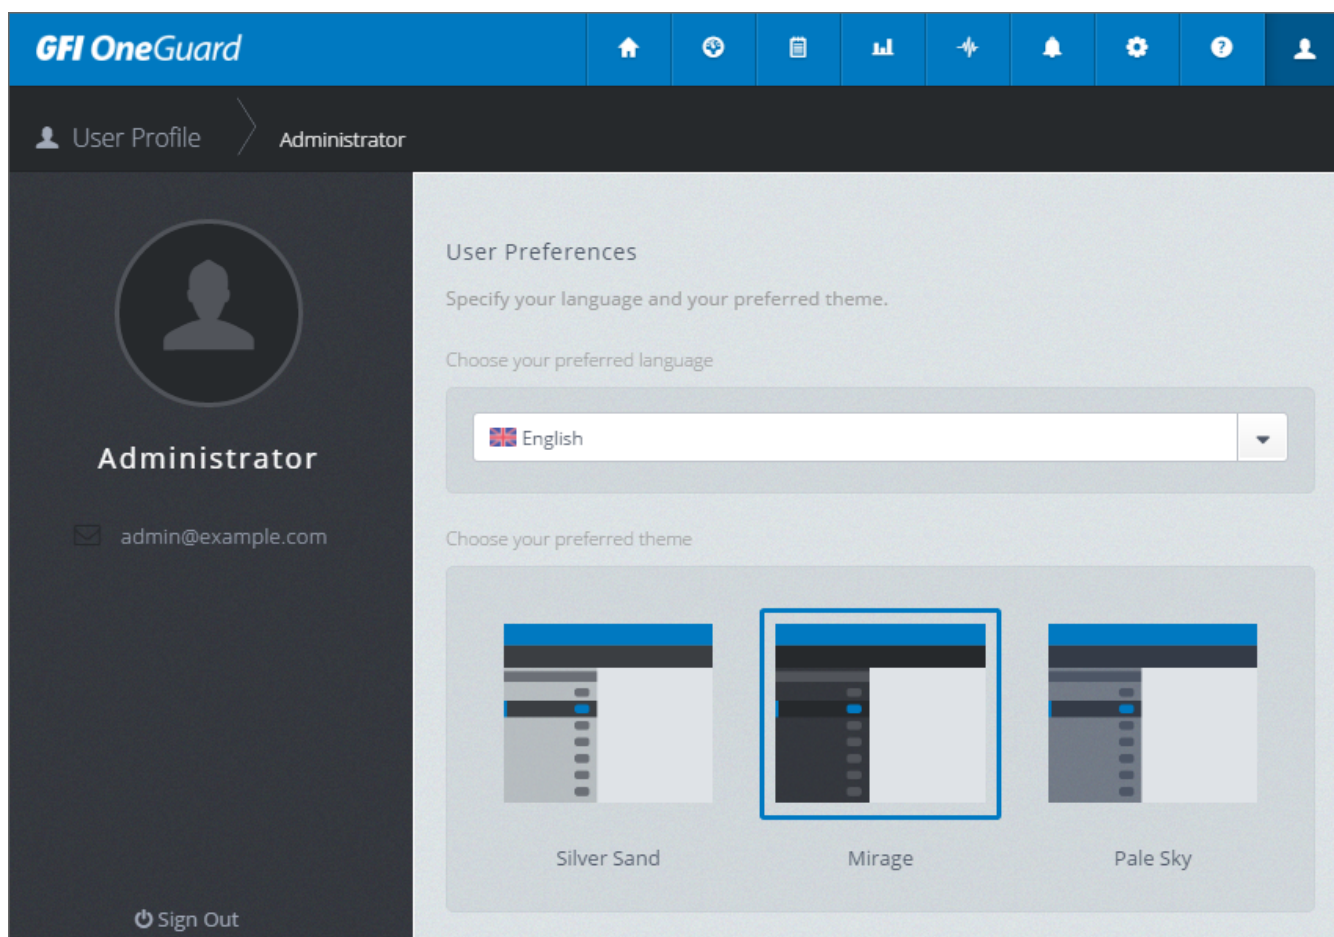 GFI OneGuard
User Profile
Administrator
Administrator
admin@example.com
Sign Out
User Preferences
Specify your language and your preferred theme.
Choose your preferred language
English
Choose your preferred theme
Silver Sand
Mirage
Pale Sky